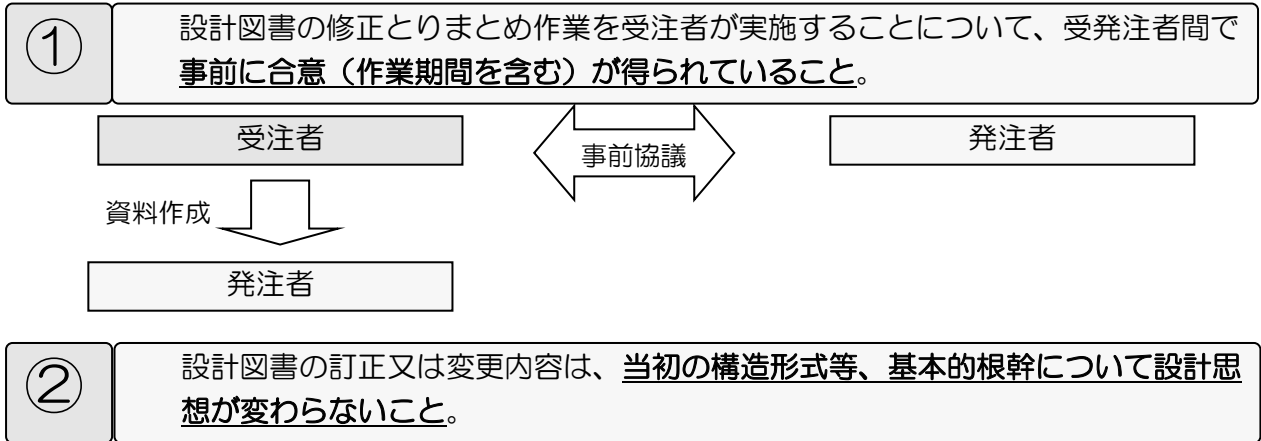 ①
設計図書の修正とりまとめ作業を受注者が実施することについて、受発注者間で
事前に合意（作業期間を含む）が得られていること。
受注者
事前協議
発注者
資料作成
発注者
②
設計図書の訂正又は変更内容は、当初の構造形式等、基本的根幹について設計思
想が変わらないこと。